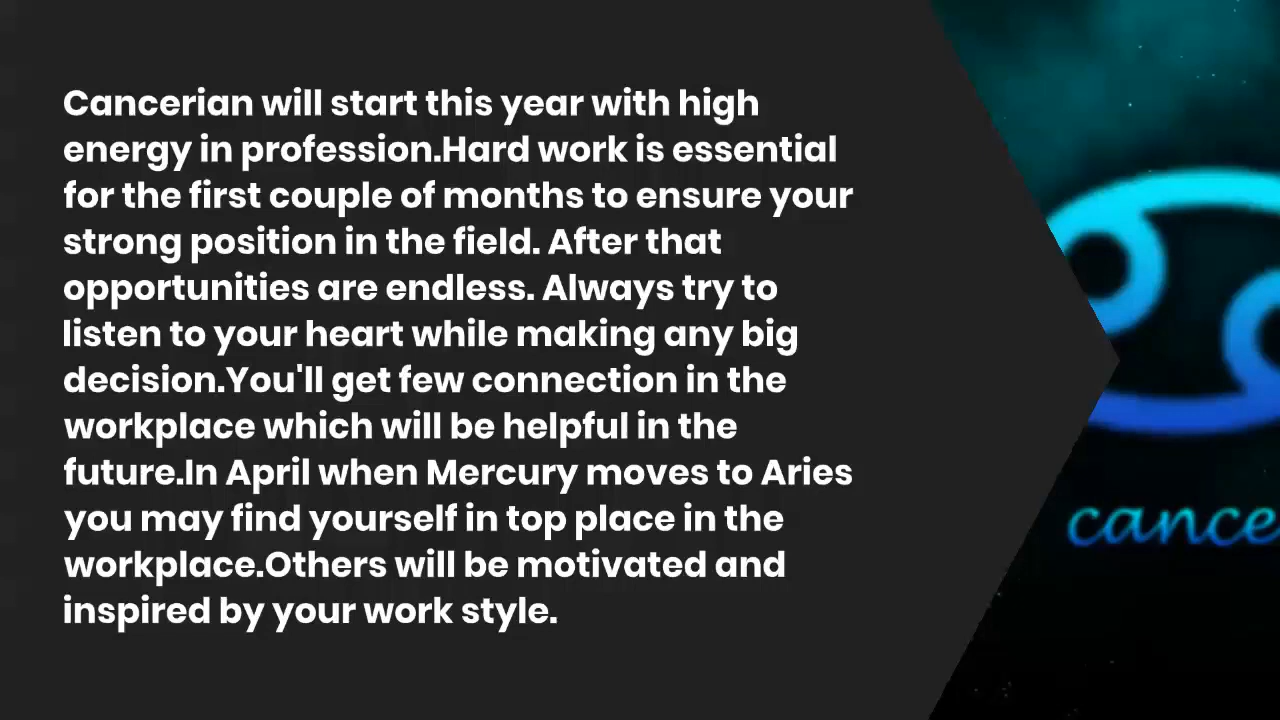 Cancerian will start this year with high
energy in profession.Hard work is essential
for the first couple of months to ensure your
strong position in the field. After that
opportunities are endless. Always try to
listen to your heart while making any big
decision.You'll get few connection in the
workplace which will be helpful in the
future.In April when Mercury moves to Aries
you may find yourself in top place in the
workplace.Others will be motivated and
inspired by your work style.
cance